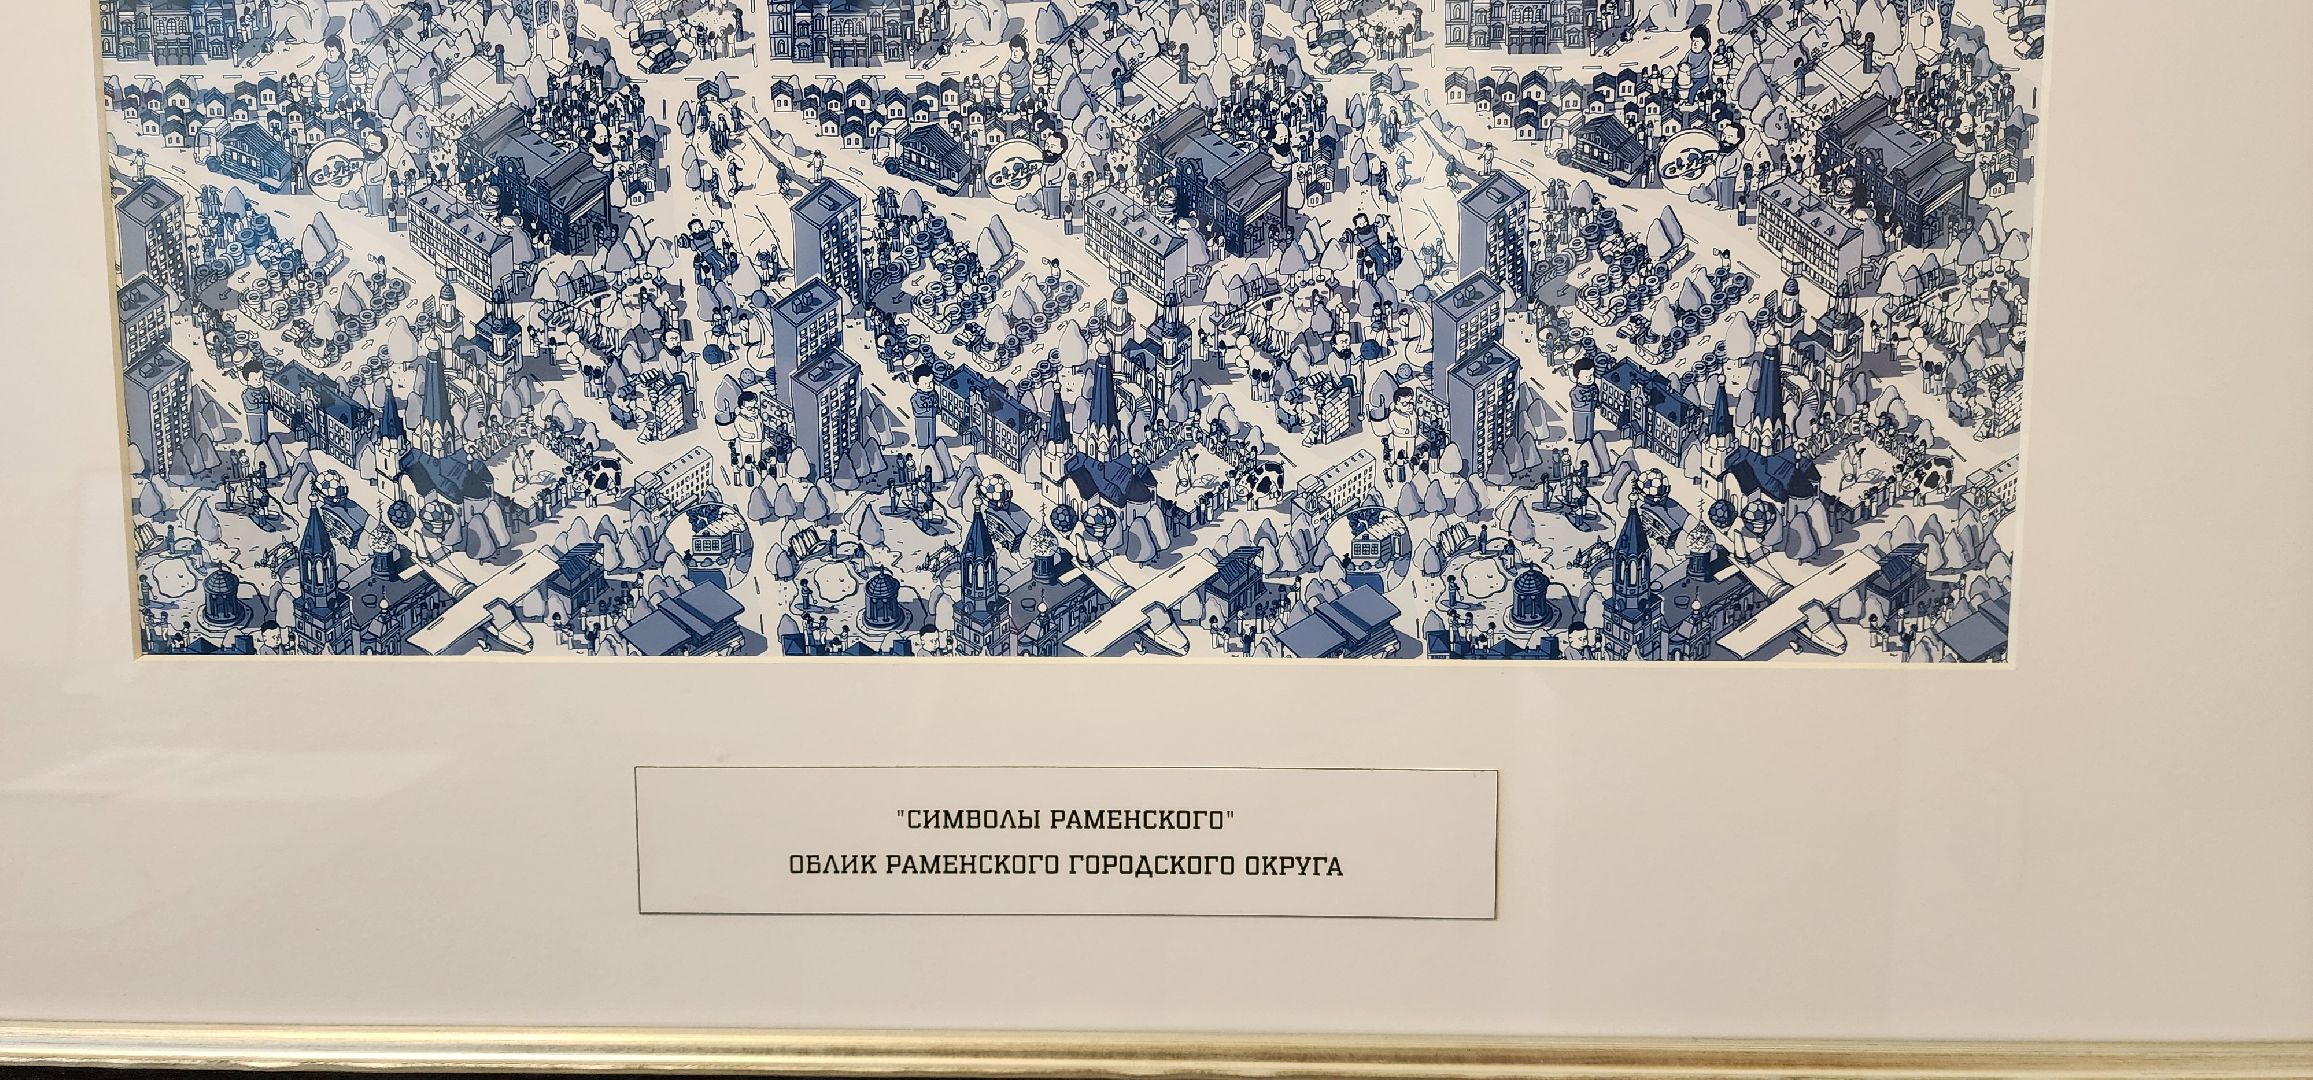 "СИМВОЛЫ РАМЕНСКОГО"
ОБЛИК РАМЕНСКОГО ГОРОДСКОГО ОКРУГА